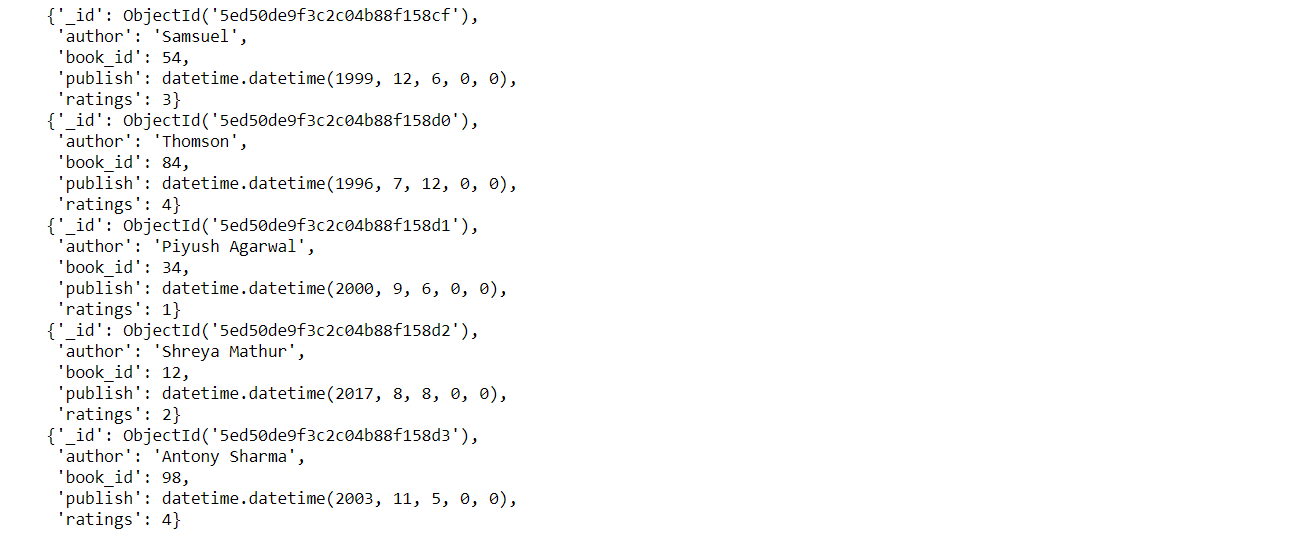 {'_id': ObjectId('5ed50de9f3c2c04b88f158cf'),
'author': 'Samsuel',
'book_id': 54,
'publish': datetime.datetime(1999, 12, 6, 0, 0),
'ratings': 3}
{'_id': ObjectId('5ed50de9f3c2c04b88f158d0'),
'author': 'Thomson',
'book_id': 84,
'publish': datetime.datetime(1996, 7, 12, 0, 0),
'ratings': 4}
{'_id': ObjectId('5ed50de9f3c2c04b88f158d1'),
'author': 'Piyush Agarwal',
'book_id': 34,
'publish': datetime.datetime(2000, 9, 6, 0, 0),
'ratings': 1}
{'_id': ObjectId('5ed50de9f3c2c04b88f158d2'),
'author': 'Shreya Mathur',
'book_id': 12,
'publish': datetime.datetime(2017, 8, 8, 0, 0),
'ratings': 2}
{'_id': ObjectId('5ed50de9f3c2c04b88f158d3'),
'author': 'Antony Sharma',
'book_id': 98,
'publish': datetime.datetime(2003, 11, 5, 0, 0),
'ratings': 4}